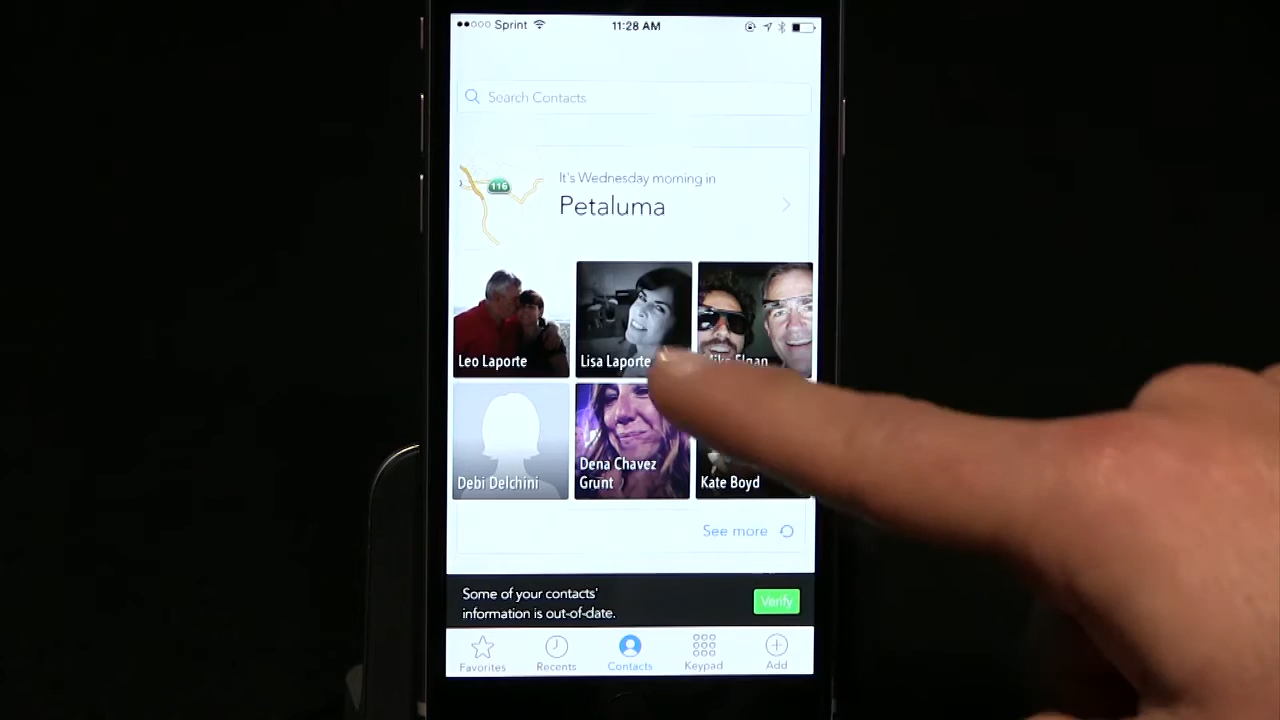 Sprint 11:28 AM
Search Contacts
116
It's Wednesday morning in
Petaluma
Leo Laporte
Lisa Laporte
Mike Elgan
Debi Delchini
Dena Chavez
Grunt
Kate Boyd
See more
Some of your contacts'
information is out-of-date.
Verify
Favorites
Recents
Contacts
Keypad
Add